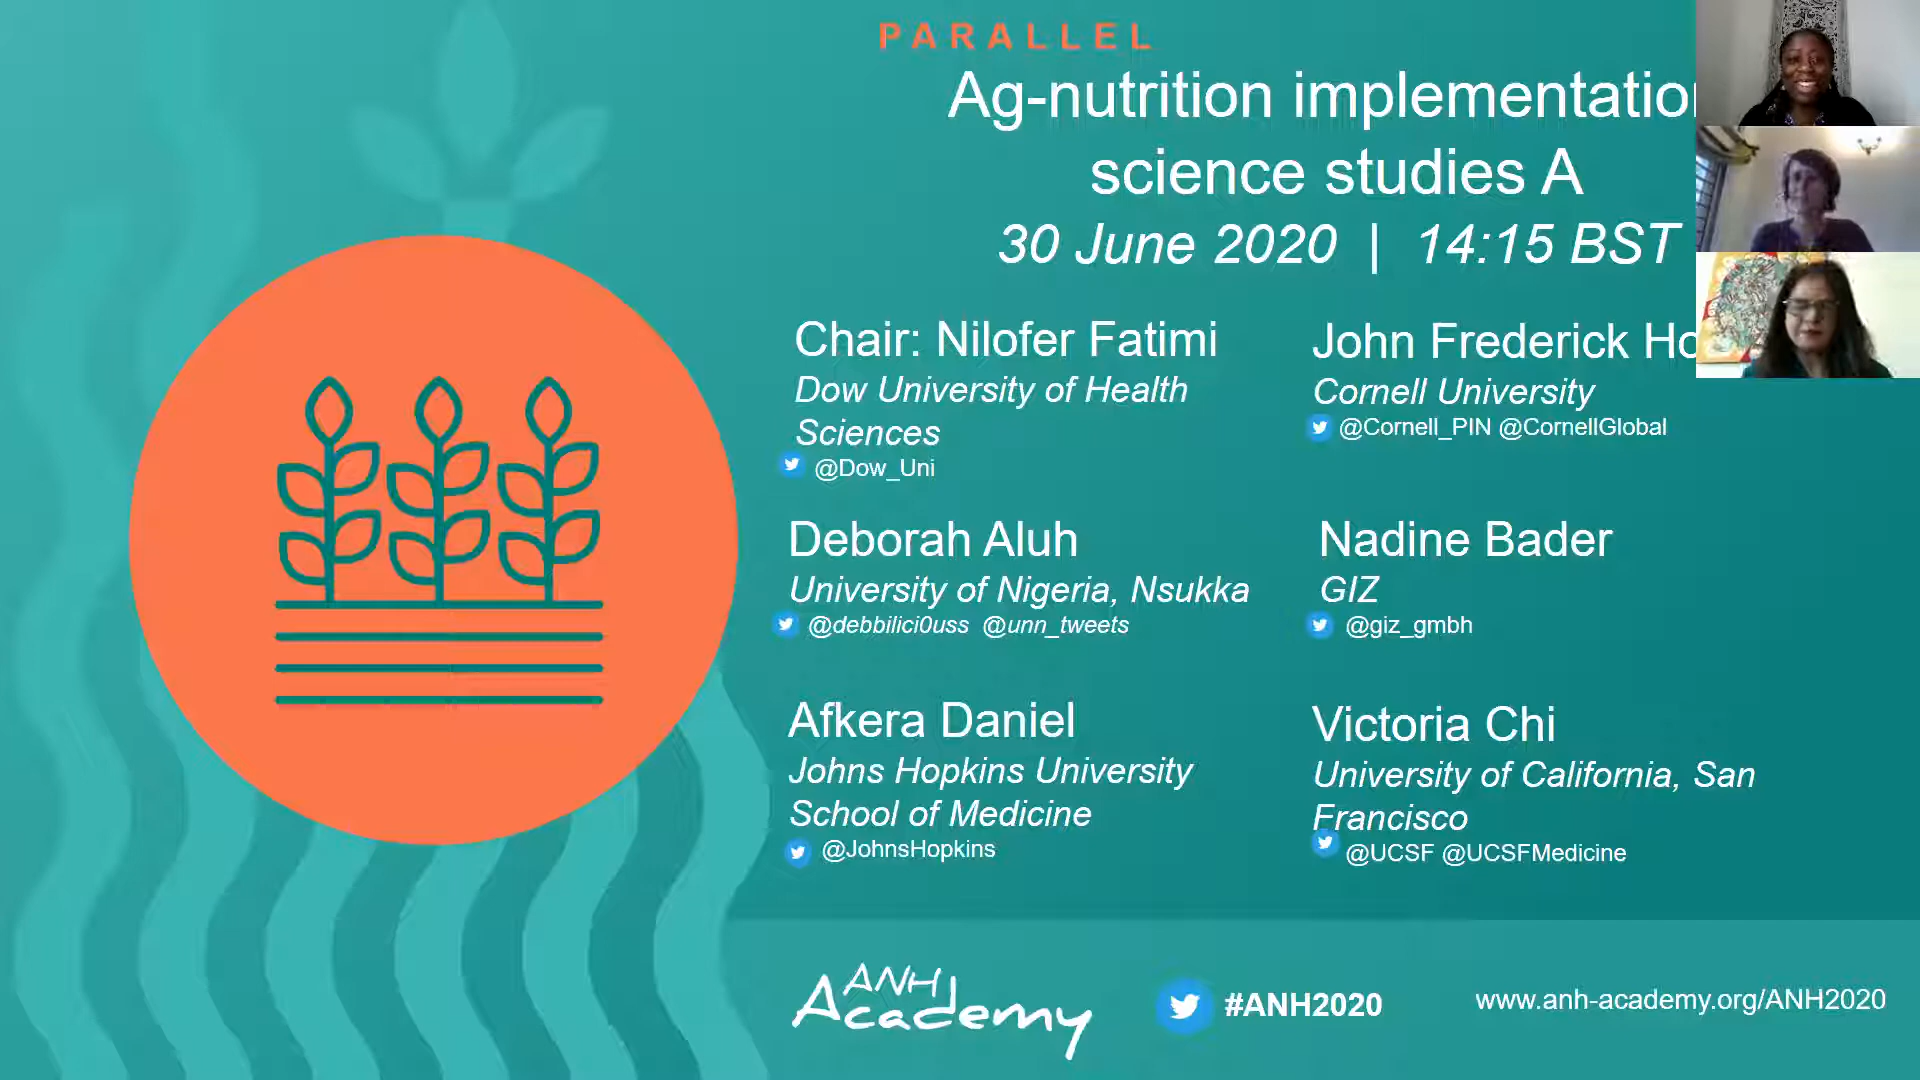 PARALLEL
Ag-nutrition implementatio
science studies A
30 June 2020 | 14:15 BST
Chair: Nilofer Fatimi
Dow University of Health
Sciences
@Dow_Uni
John Frederick Ho
Cornell University
@Cornell_PIN @CornellGlobal
Deborah Aluh
University of Nigeria, Nsukka
@debbilici0uss @unn_tweets
Nadine Bader
GIZ
@giz_gmbh
Afkera Daniel
Johns Hopkins University
School of Medicine
@JohnsHopkins
Victoria Chi
University of California, San
Francisco
@UCSF @UCSFMedicine
ANH
Academy
#ANH2020
www.anh-academy.org/ANH2020